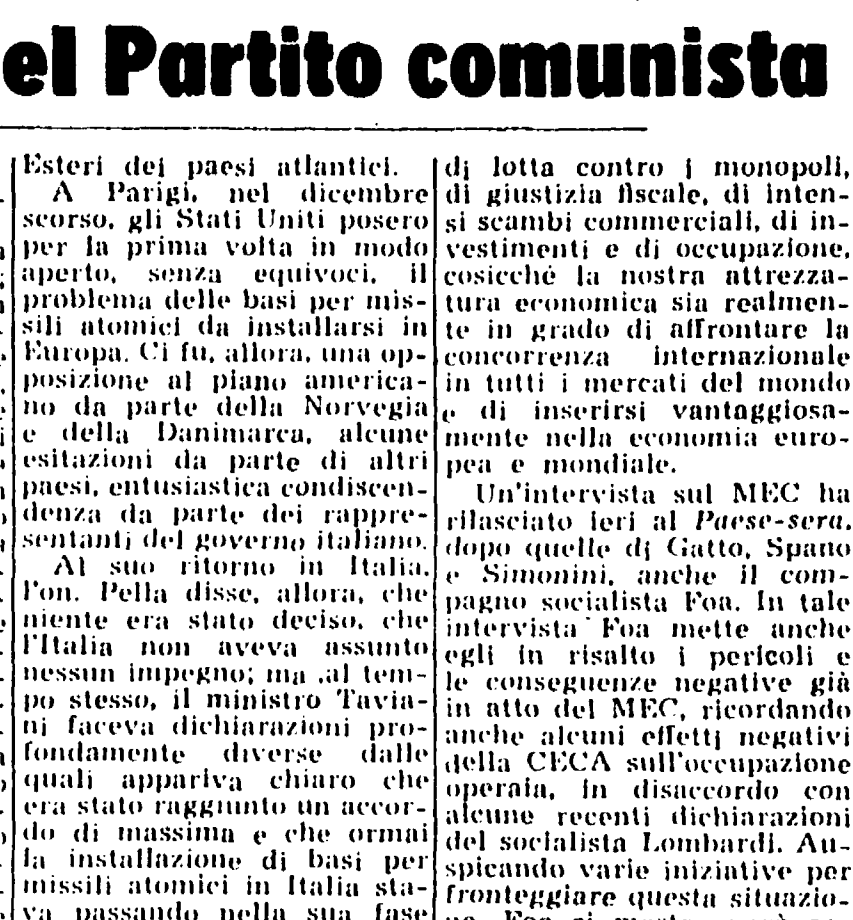 el Partito comunista
Esteri dei paesi atlantici.
A Parigi, nel dicembre
scorso, gli Stati Uniti posero
per la prima volta in modo
aperto, senza equivoci, il
problema delle basi per mis-
sili atomici da installarsi in
Europa. Ci fu, allora, una op-
posizione al piano america-
no da parte della Norvegia
e della Danimarca, alcune
esitazioni da parte di altri
paesi, entusiastica condiscen-
denza da parte dei rappre-
sentanti del governo italiano.
Al suo ritorno in Italia,
l'on. Pella disse, allora, che
niente era stato deciso, che
l'Italia non aveva assunto
nessun impegno; ma al tem-
po stesso, il ministro Tavia-
ni faceva dichiarazioni pro-
fondamente diverse dalle
quali appariva chiaro che
era stato raggiunto un accor-
do di massima e che ormai
la installazione di basi per
missili atomici in Italia sta-
va passando nella sua fase
di lotta contro i monopoli,
di giustizia fiscale, di inten-
si scambi commerciali, di in-
vestimenti e di occupazione,
cosicché la nostra attrezza-
tura economica sia realmen-
te in grado di affrontare la
concorrenza internazionale
in tutti i mercati del mondo
e di inserirsi vantaggiosa-
mente nella economia euro-
pea e mondiale.
Un'intervista sul MEC ha
rilasciato ieri al Paese-sera,
dopo quelle di Gatto, Spano
e Simonini, anche il com-
pagno socialista Foa. In tale
intervista Foa mette anche
egli in risalto i pericoli e
le conseguenze negative già
in atto del MEC, ricordando
anche alcuni effetti negativi
della CECA sull'occupazione
operaia, in disaccordo con
alcune recenti dichiarazioni
del socialista Lombardi. Au-
spicando varie iniziative per
fronteggiare questa situazio-